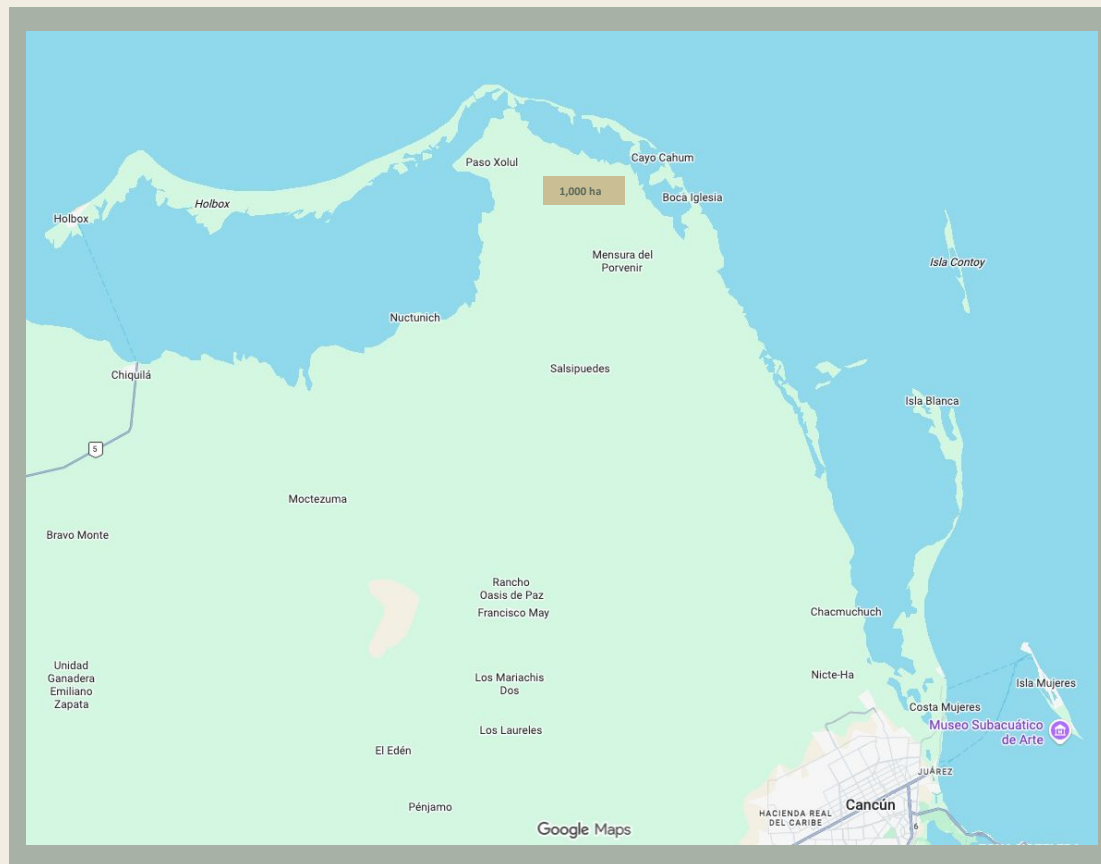 Paso Xolul
Cayo Cahum
1,000 ha
Boca Iglesia
Holbox
Holbox
Mensura del
Porvenir
Isla Contoy
Nuctunich
Chiquilá
Salsipuedes
Isla Blanca
5
Moctezuma
Bravo Monte
Rancho
Oasis de Paz
Francisco May
Chacmuchuch
Unidad
Ganadera
Emiliano
Zapata
Los Mariachis
Dos
Nicte-Ha
Isla Mujeres
Costa Mujeres
Museo Subacuático
de Arte
Los Laureles
El Edén
JUÁREZ
Pénjamo
Cancún
HACIENDA REAL
DEL CARIBE
6
Google Maps